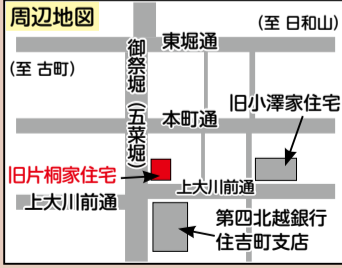 周辺地図
(至 日和山)
東堀通
(至 古町)
御祭堀(五菜堀)
旧小澤家住宅
本町通
旧片桐家住宅
上大川前通
上大川前通
第四北越銀行
住吉町支店